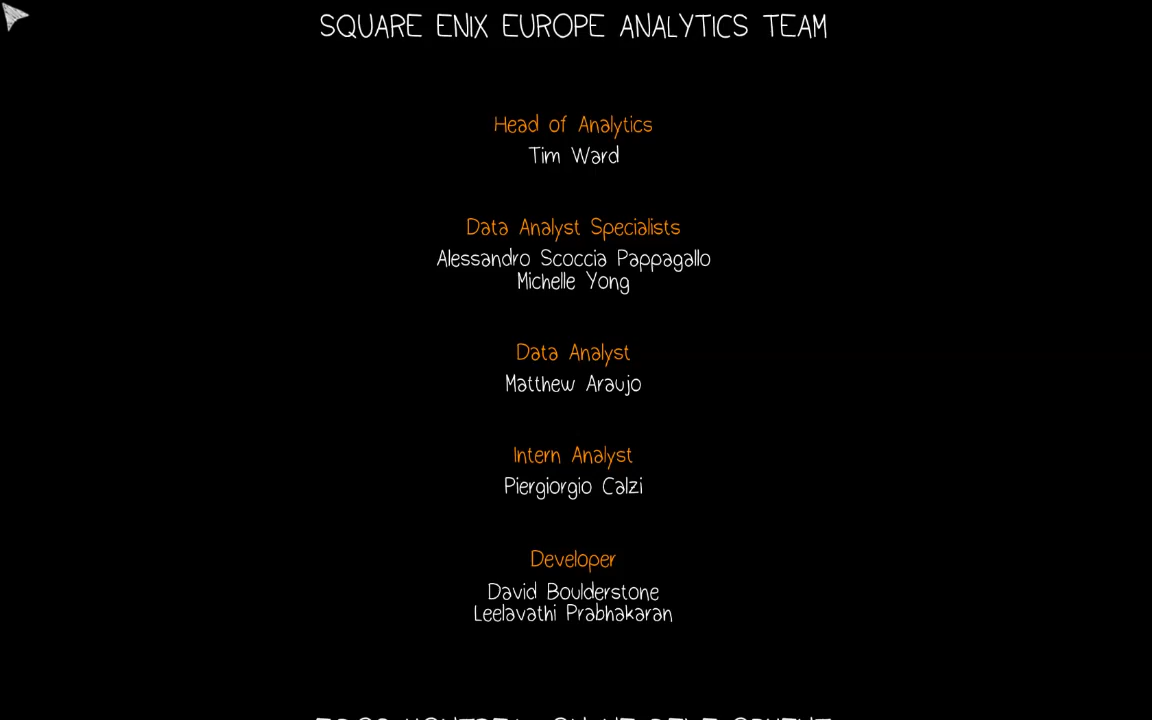 SQUARE ENIX EUROPE ANALYTICS TEAM
Head of Analytics
Tim Ward
Data Analyst Specialists
Alessandro Scoccia Pappagallo
Michelle Yong
Data Analyst
Matthew Araujo
Intern Analyst
Piergiorgio Calzi
Developer
David Boulderstone
Leelavathi Prabhakaran